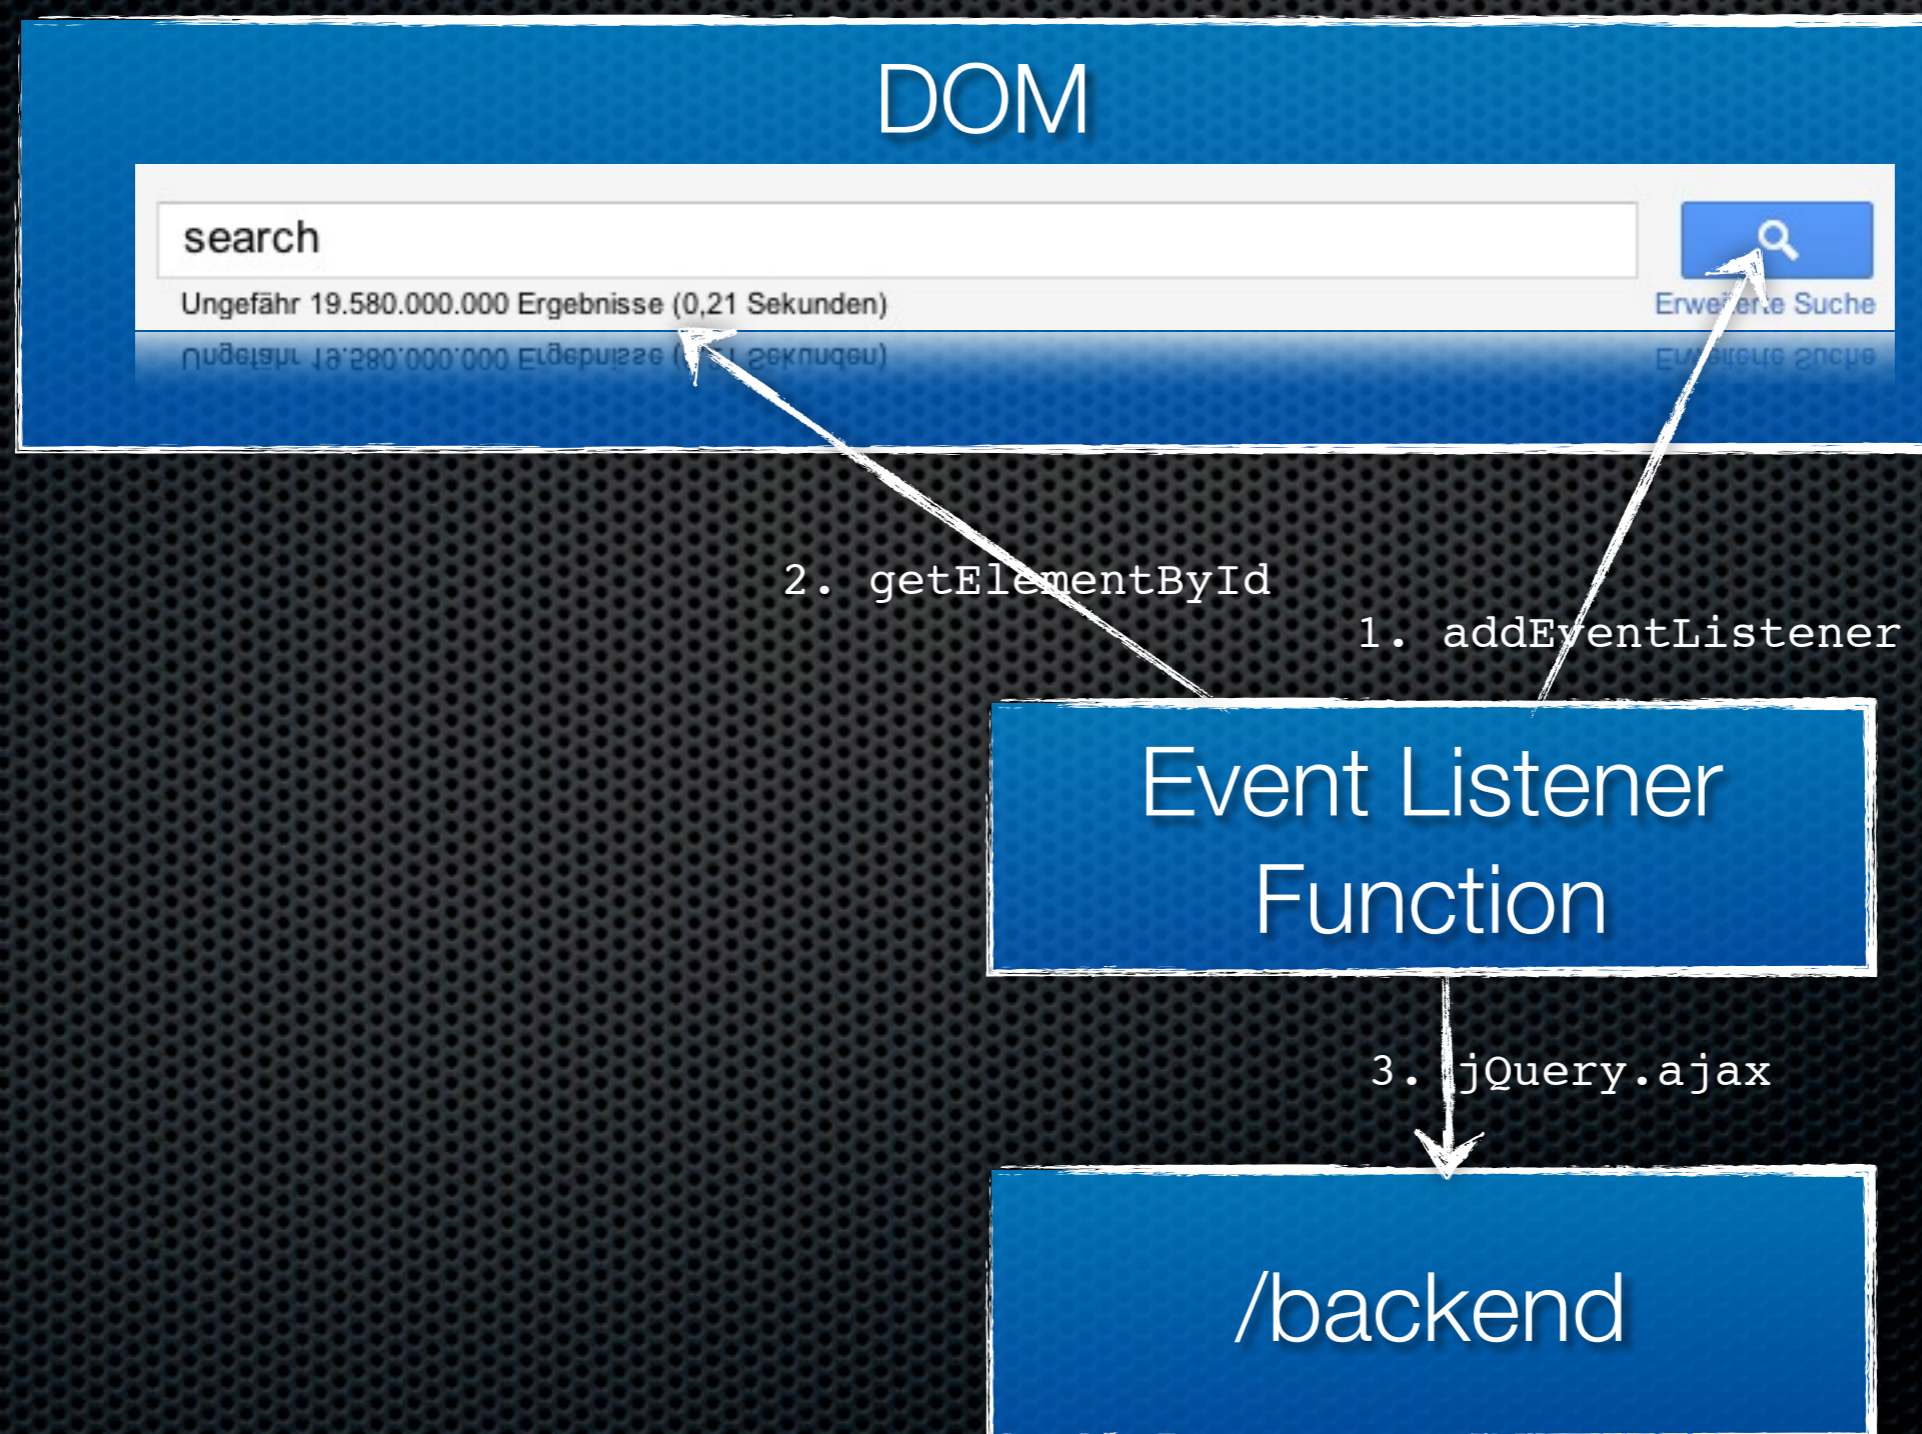 DOM
search
Ungefähr 19.580.000.000 Ergebnisse (0,21 Sekunden)
Erweiterte Suche
2. getElementById
1. addEventListener
Event Listener
Function
3. jQuery.ajax
/backend